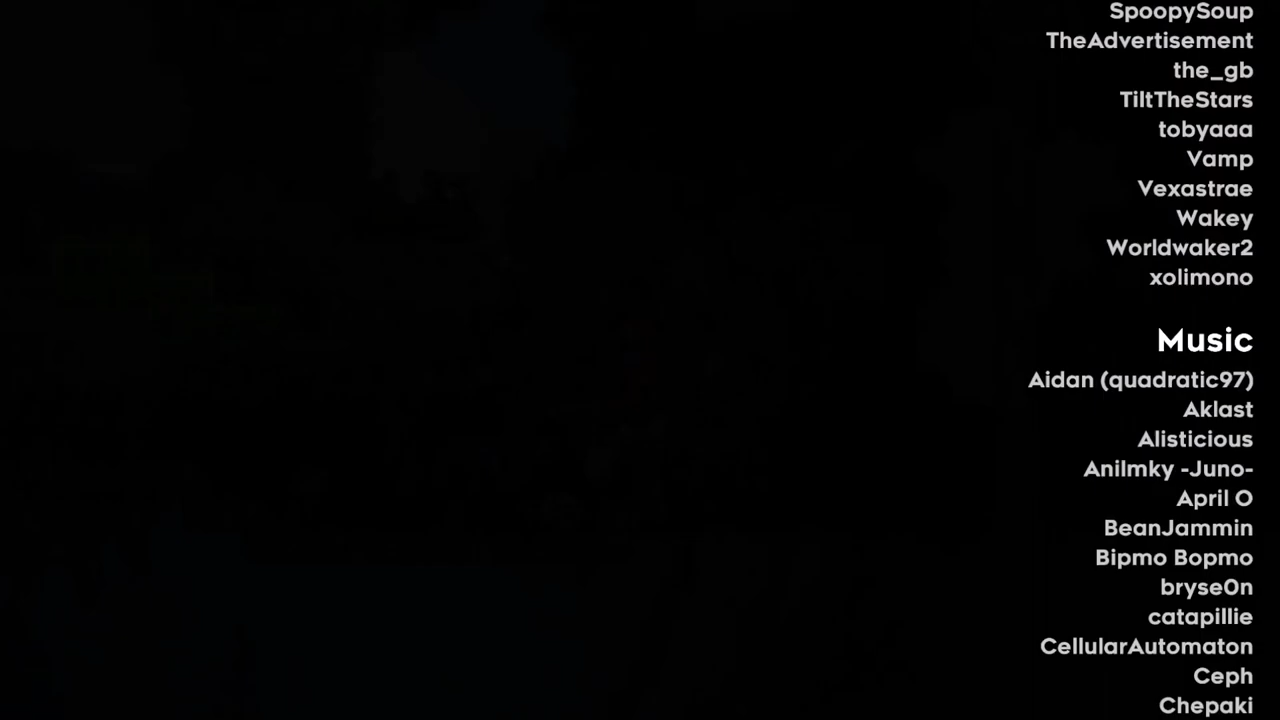 SpoopySoup
TheAdvertisement
the_gb
TiltTheStars
tobyaaa
Vamp
Vexastrae
Wakey
Worldwaker2
xolimono
Music
Aidan (quadratic97)
Aklast
Alisticious
Anilmky -Juno-
April O
BeanJammin
Bipmo Bopmo
bryse0n
catapillie
CellularAutomaton
Ceph
Chepaki